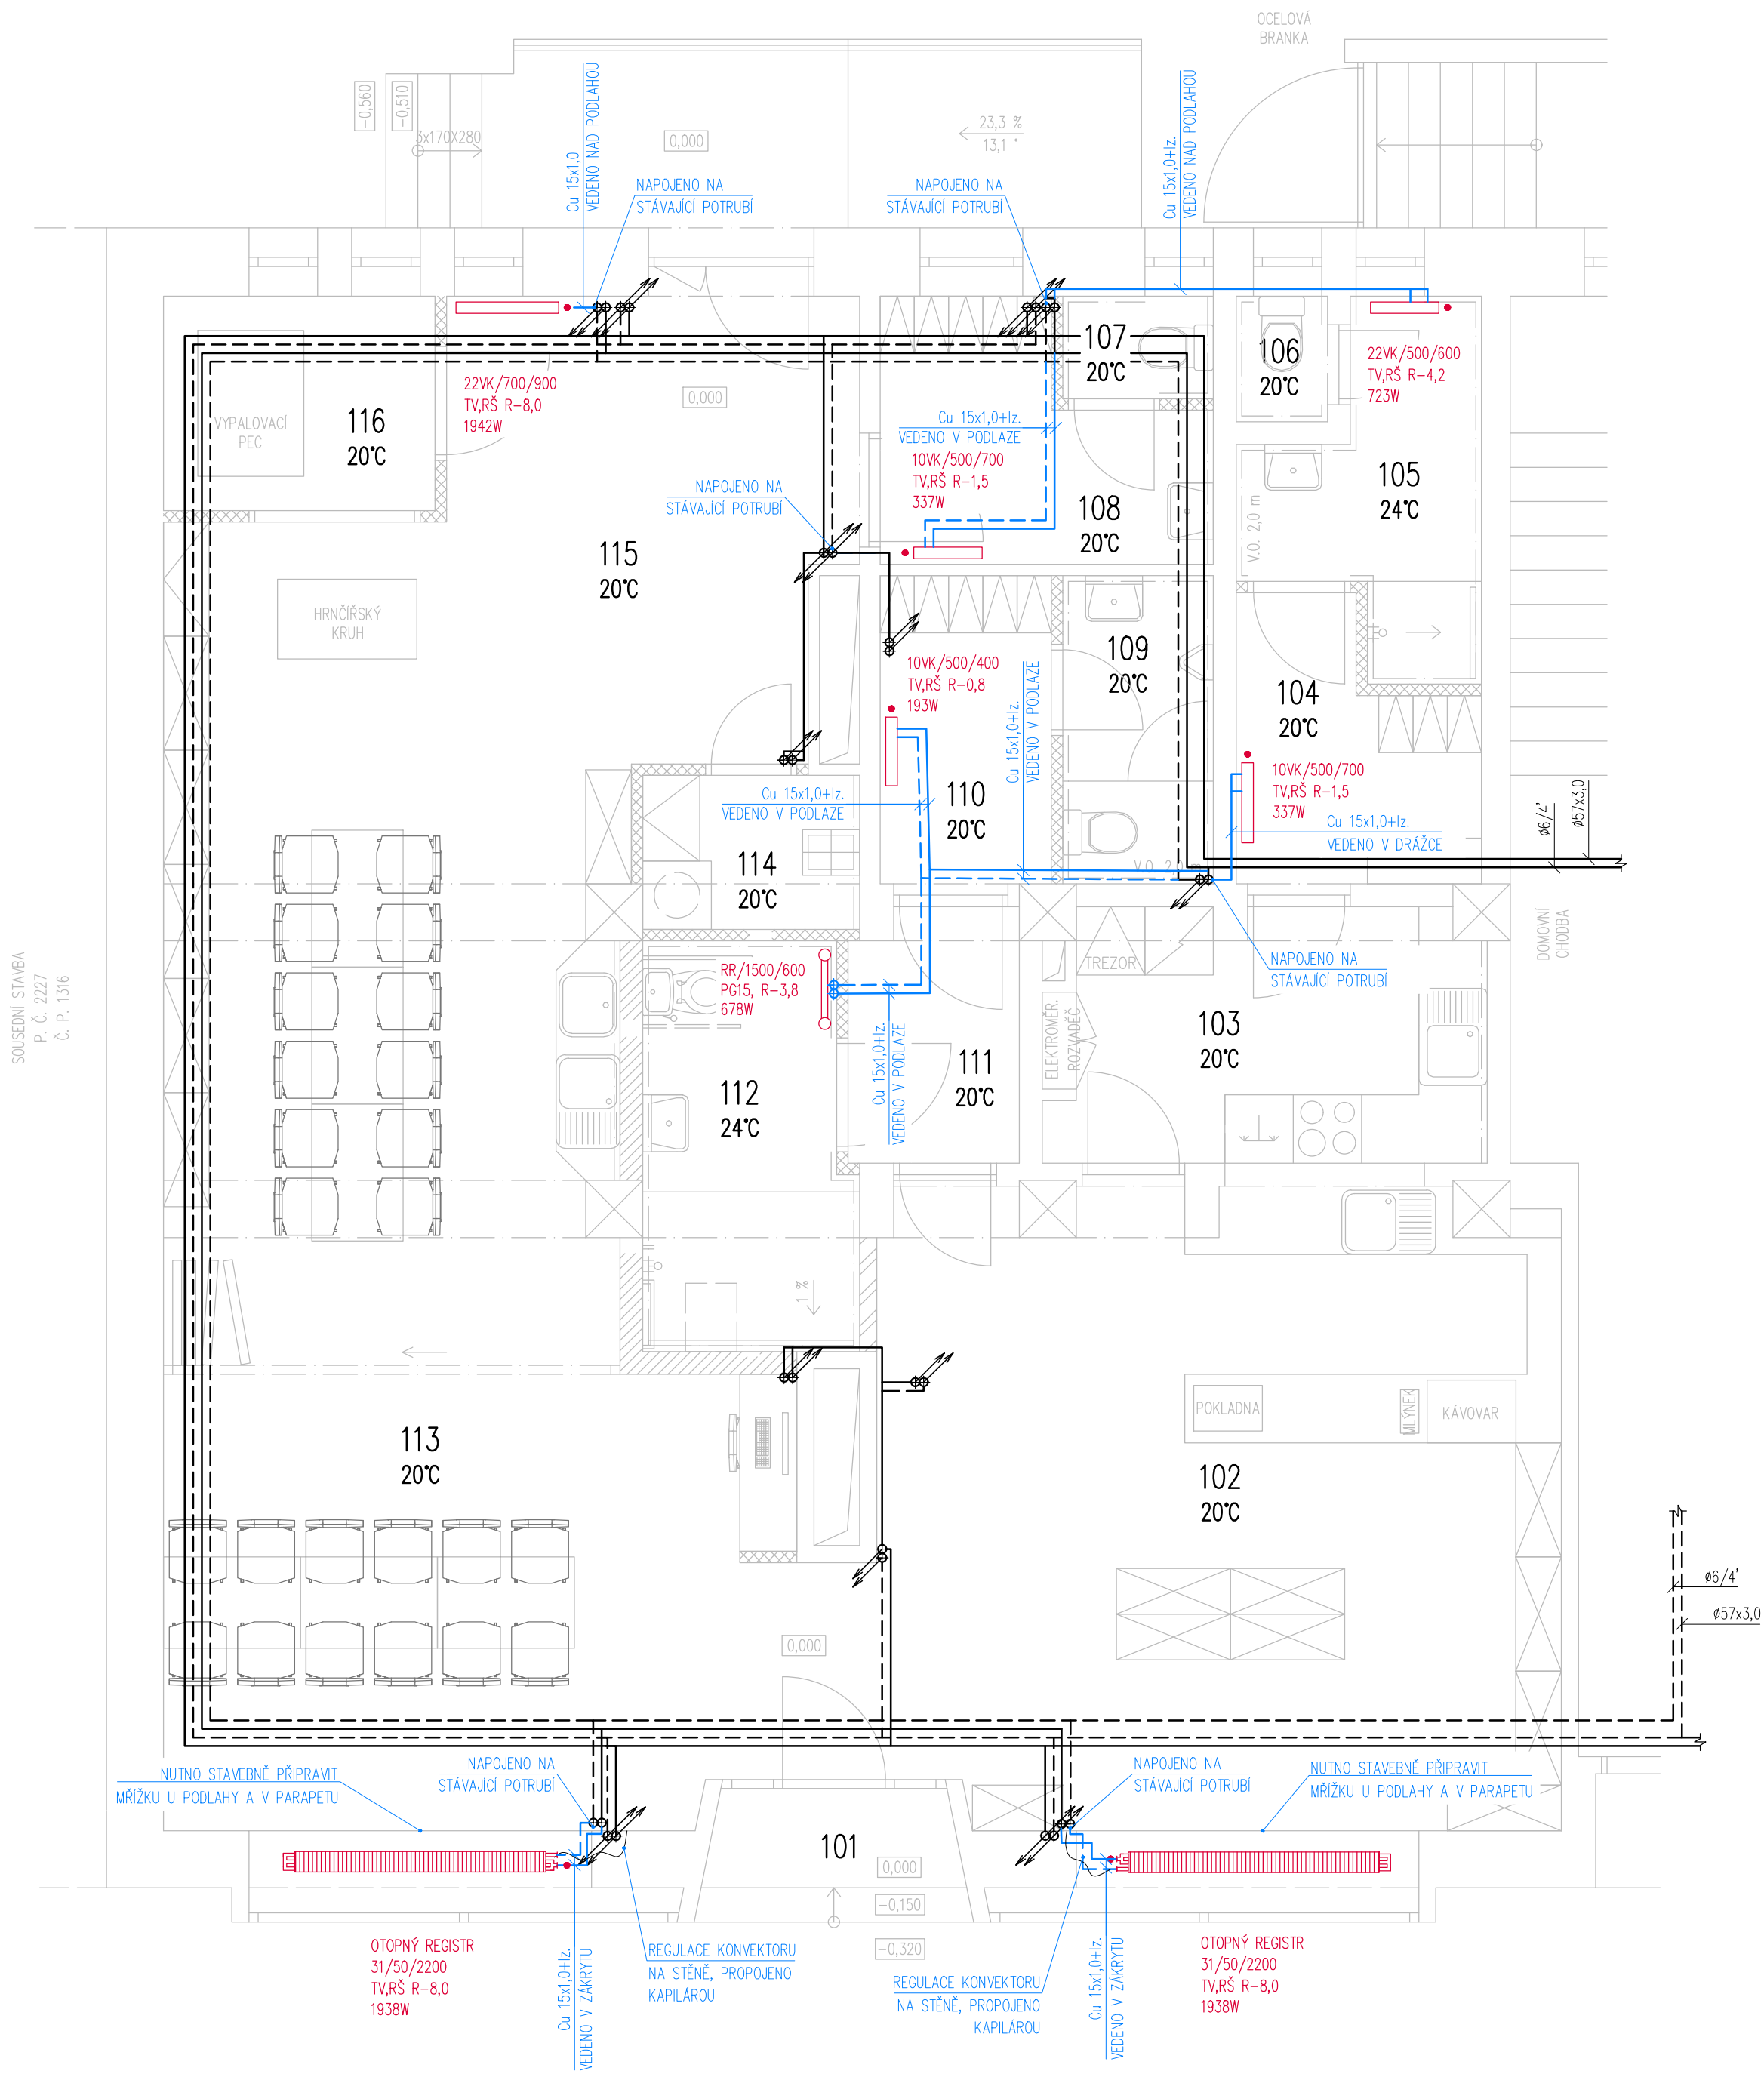 OCELOVÁ
BRANKA
-0,560
-0,510
3x170X280
0,000
23,3 %
13,1 °
Cu 15x1,0
VEDENO NAD PODLAHOU
NAPOJENO NA
STÁVAJÍCÍ POTRUBÍ
NAPOJENO NA
STÁVAJÍCÍ POTRUBÍ
Cu 15x1,0+Iz.
VEDENO NAD PODLAHOU
VYPALOVACÍ
PEC
116
20°C
22VK/700/900
TV,RŠ R-8,0
1942W
0,000
107
20°C
106
20°C
22VK/500/600
TV,RŠ R-4,2
723W
Cu 15x1,0+Iz.
VEDENO V PODLAZE
10VK/500/700
TV,RŠ R-1,5
337W
NAPOJENO NA
STÁVAJÍCÍ POTRUBÍ
108
20°C
105
24°C
V.O. 2,0 m
115
20°C
HRNČÍŘSKÝ
KRUH
109
20°C
10VK/500/400
TV,RŠ R-0,8
193W
Cu 15x1,0+Iz.
VEDENO V PODLAZE
104
20°C
10VK/500/700
TV,RŠ R-1,5
337W
Cu 15x1,0+Iz.
VEDENO V DRÁŽCE
ø6/4'
ø57x3,0
Cu 15x1,0+Iz.
VEDENO V PODLAZE
110
20°C
114
20°C
V.O. 2,0 m
DOMOVNÍ
CHODBA
SOUSEDNÍ STAVBA
P. Č. 2227
Č. P. 1316
RR/1500/600
PG15, R-3,8
678W
TREZOR
NAPOJENO NA
STÁVAJÍCÍ POTRUBÍ
ELEKTROMĚR.
ROZVADĚČ
Cu 15x1,0+Iz.
VEDENO V PODLAZE
103
20°C
111
20°C
112
24°C
1 %
POKLADNA
MLÝNEK
KÁVOVAR
113
20°C
102
20°C
ø6/4'
ø57x3,0
0,000
NUTNO STAVEBNĚ PŘIPRAVIT
MŘÍŽKU U PODLAHY A V PARAPETU
NAPOJENO NA
STÁVAJÍCÍ POTRUBÍ
NAPOJENO NA
STÁVAJÍCÍ POTRUBÍ
NUTNO STAVEBNĚ PŘIPRAVIT
MŘÍŽKU U PODLAHY A V PARAPETU
101
0,000
-0,150
-0,320
OTOPNÝ REGISTR
31/50/2200
TV,RŠ R-8,0
1938W
Cu 15x1,0+Iz.
VEDENO V ZÁKRYTU
REGULACE KONVEKTORU
NA STĚNĚ, PROPOJENO
KAPILÁROU
REGULACE KONVEKTORU
NA STĚNĚ, PROPOJENO
KAPILÁROU
Cu 15x1,0+Iz.
VEDENO V ZÁKRYTU
OTOPNÝ REGISTR
31/50/2200
TV,RŠ R-8,0
1938W